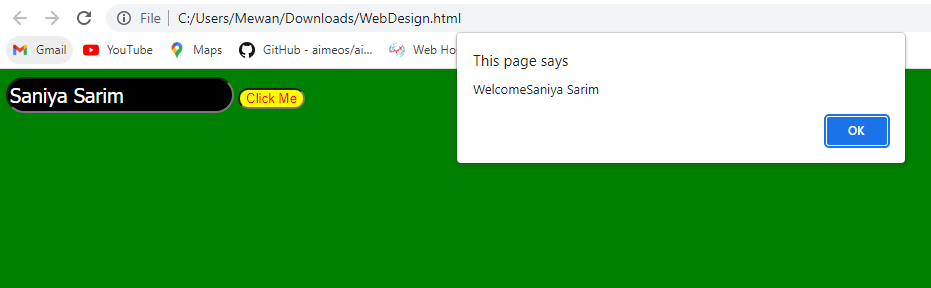 File | C:/Users/Mewan/Downloads/WebDesign.html
Gmail YouTube Maps GitHub - aimeos/ai... Web Ho
This page says
WelcomeSaniya Sarim
OK
Saniya Sarim Click Me